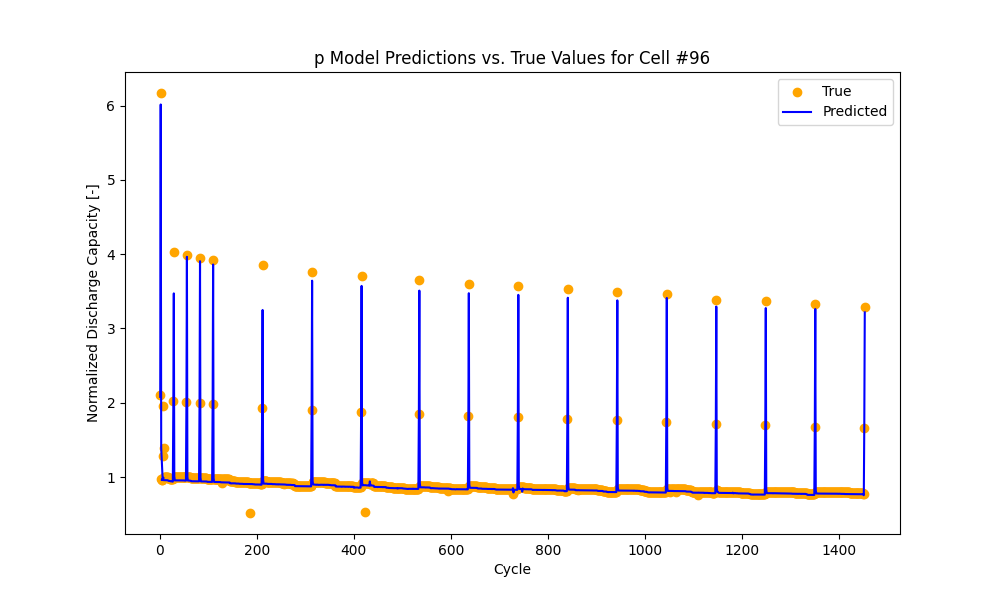 p Model Predictions vs. True Values for Cell #96
True
Predicted
Normalized Discharge Capacity [-]
6
5
4
3
2
1
0 200 400 600 800 1000 1200 1400
Cycle